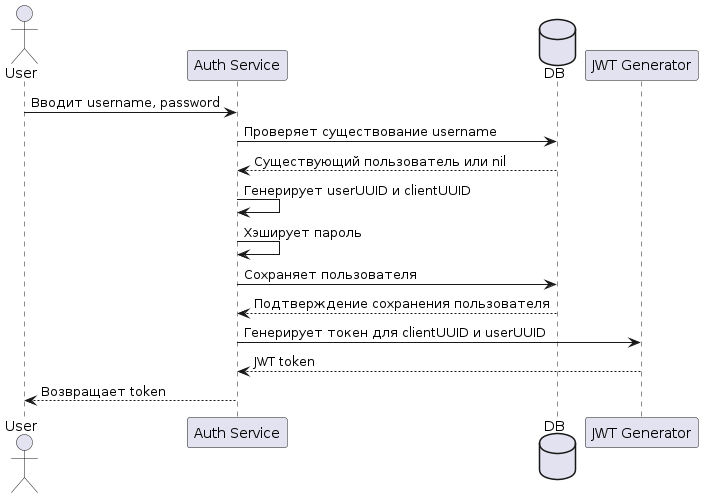 User
Auth Service
DB
JWT Generator
Вводит username, password
Проверяет существование username
Существующий пользователь или nil
Генерирует userUUID и clientUUID
Хэширует пароль
Сохраняет пользователя
Подтверждение сохранения пользователя
Генерирует токен для clientUUID и userUUID
JWT token
Возвращает token
User
Auth Service
DB
JWT Generator